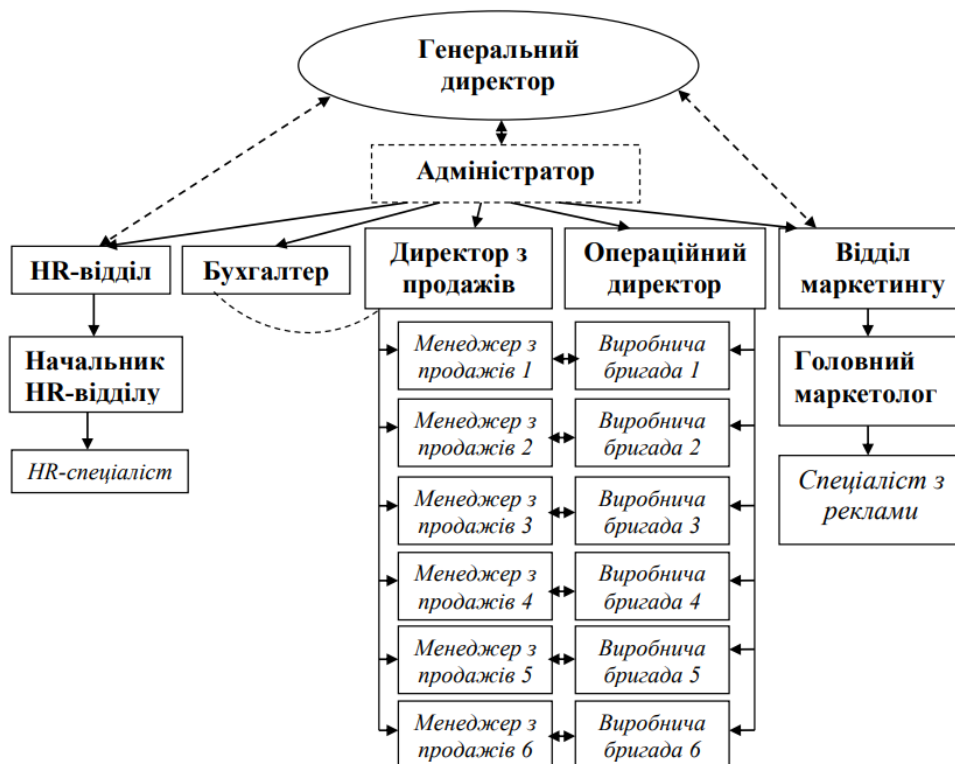 Генеральний
директор
Адміністратор
HR-відділ
Бухгалтер
Директор з
продажів
Операційний
директор
Відділ
маркетингу
Начальник
HR-відділу
HR-спеціаліст
Менеджер з
продажів 1
Виробнича
бригада 1
Менеджер з
продажів 2
Виробнича
бригада 2
Менеджер з
продажів 3
Виробнича
бригада 3
Менеджер з
продажів 4
Виробнича
бригада 4
Менеджер з
продажів 5
Виробнича
бригада 5
Менеджер з
продажів 6
Виробнича
бригада 6
Головний
маркетолог
Спеціаліст з
реклами